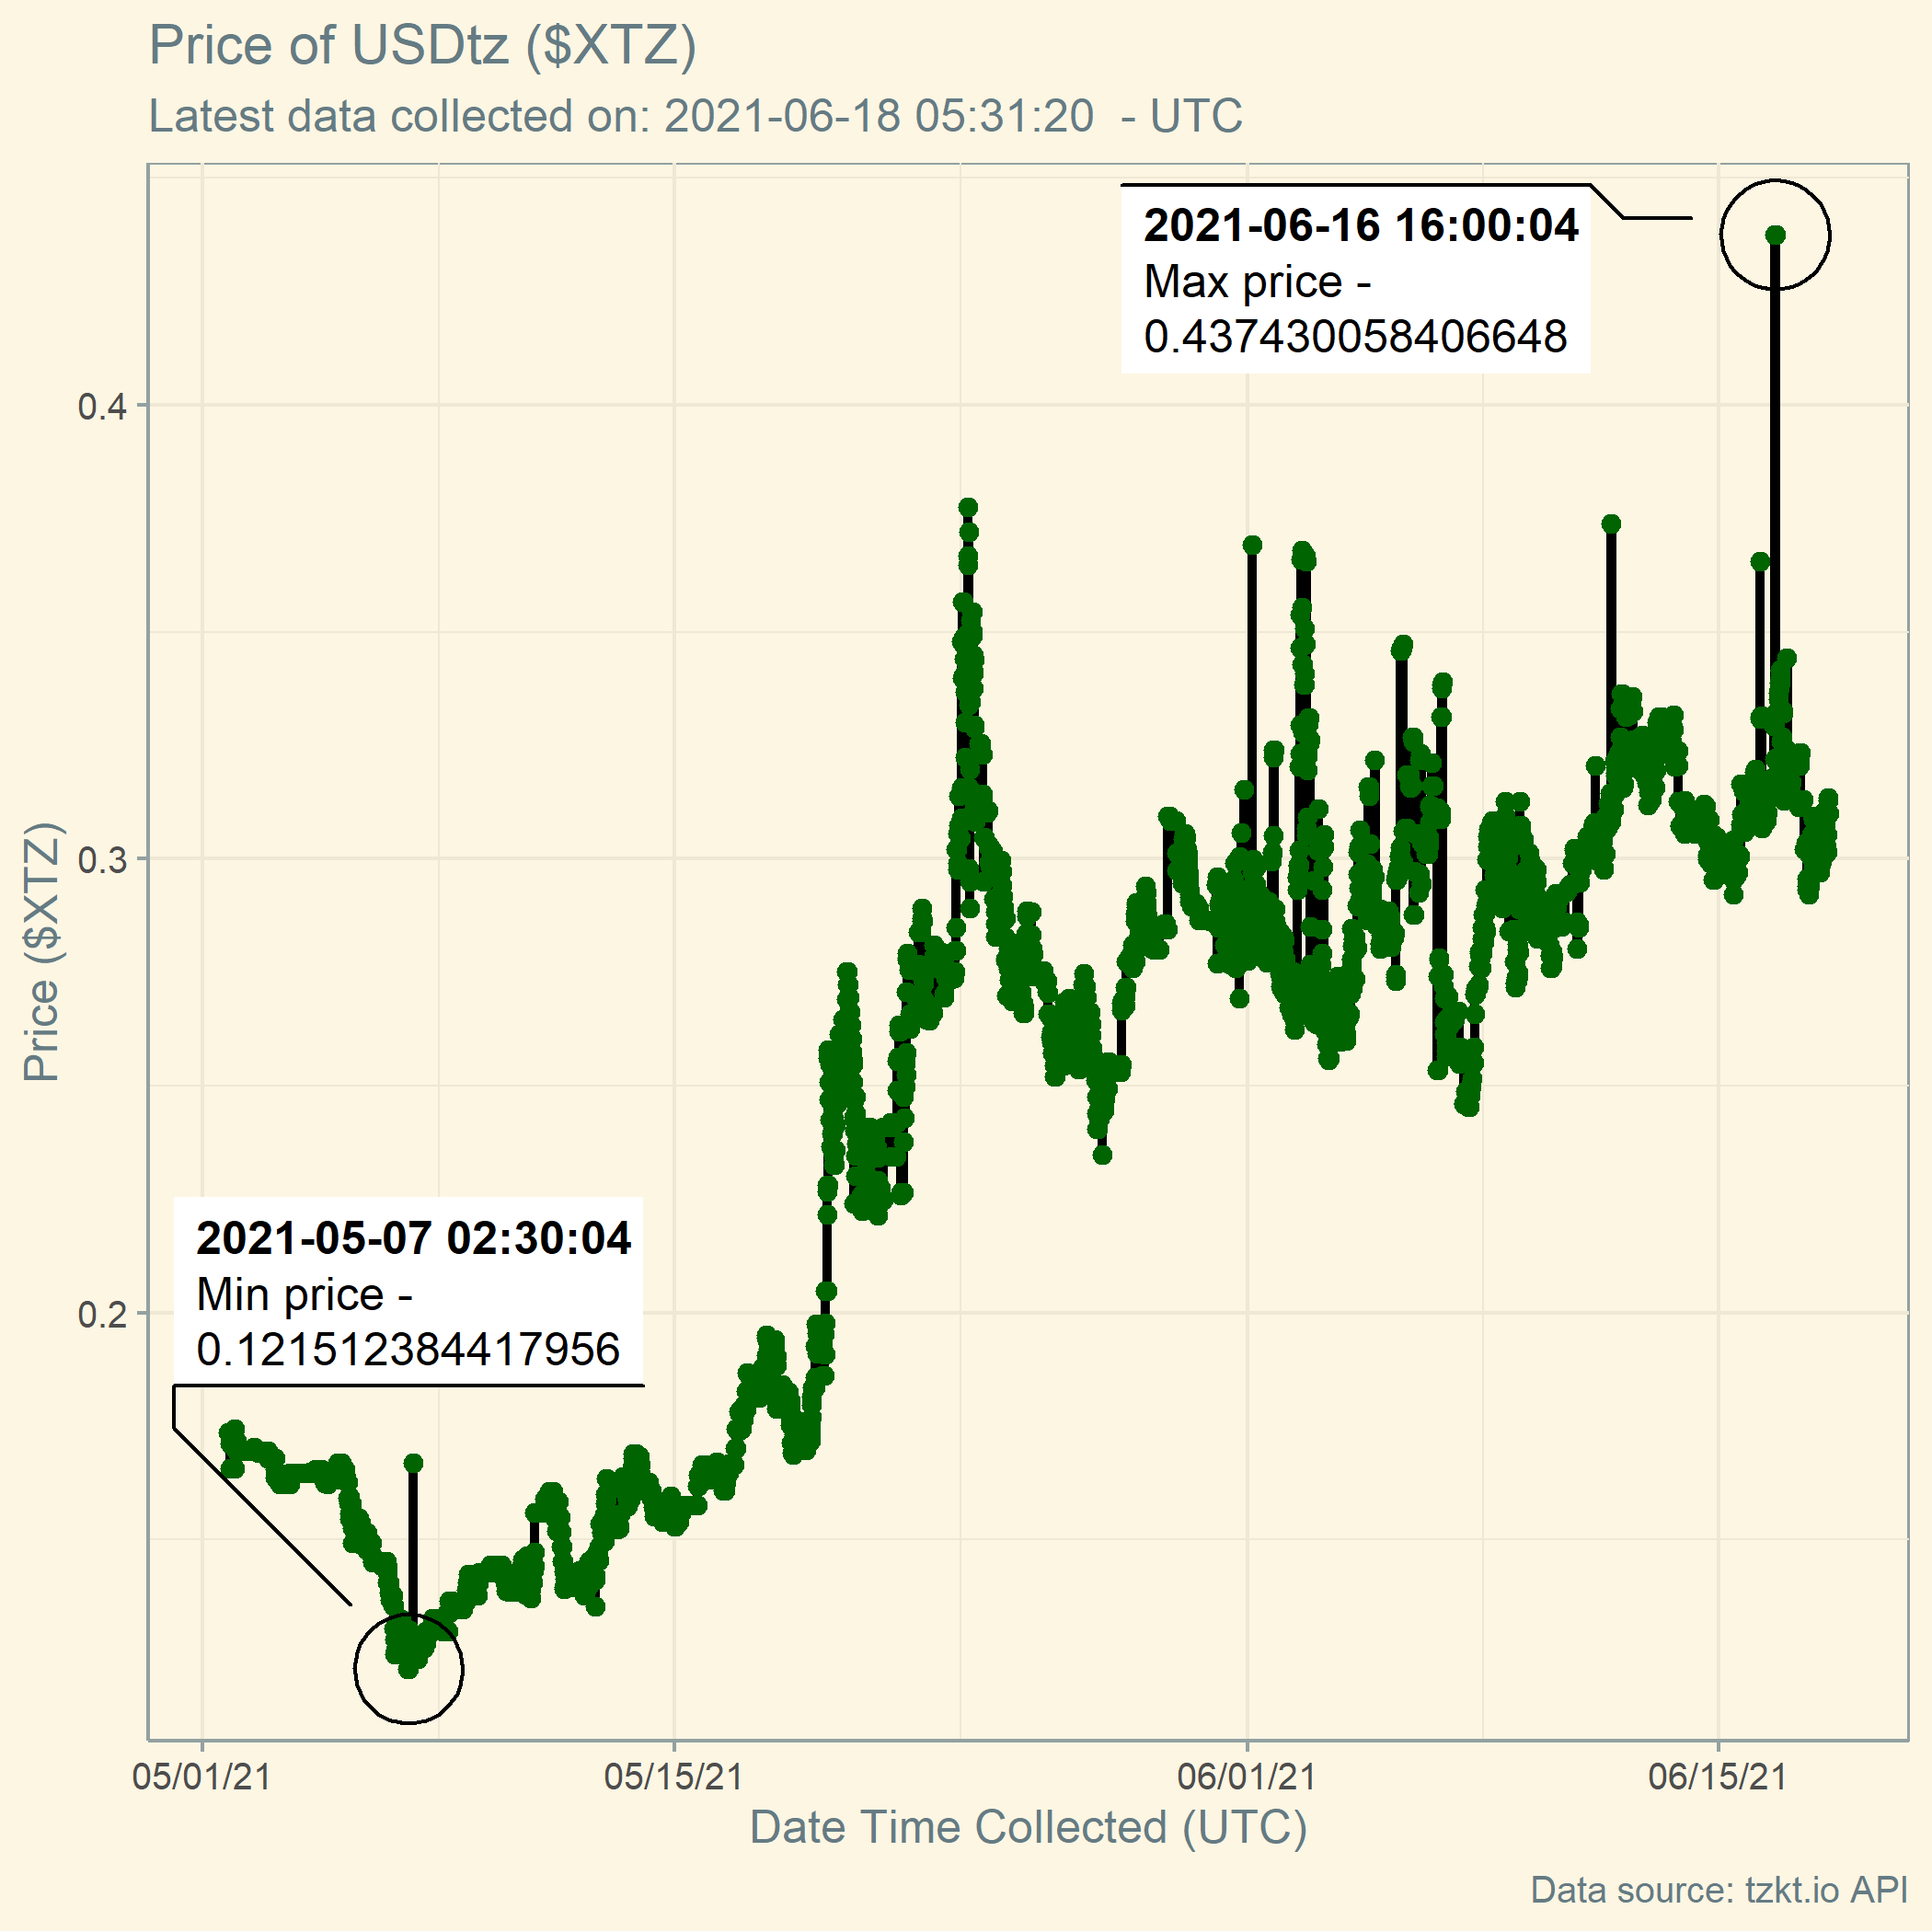 Price of USDtz ($XTZ)
Latest data collected on: 2021-06-18 05:31:20  - UTC
2021-06-16 16:00:04
Max price -
0.437430058406648
0.4
0.3
0.2
Price ($XTZ)
2021-05-07 02:30:04
Min price -
0.121512384417956
05/01/21
05/15/21
06/01/21
06/15/21
Date Time Collected (UTC)
Data source: tzkt.io API